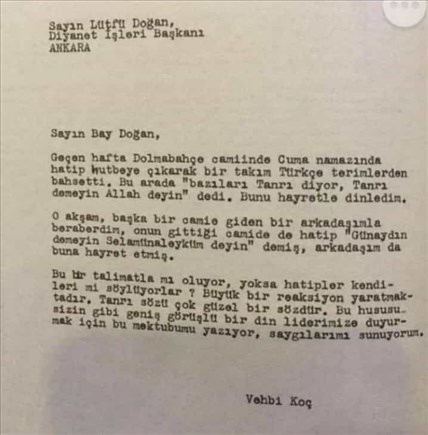 Sayın Lütfü Doğan,
Diyanet İşleri Başkanı
ANKARA
Sayın Bay Doğan,
Geçen hafta Dolmabahçe camiinde Cuma namazında
hatip hutbeye çıkarak bir takım Türkçe terimlerden
bahsetti. Bu arada "bazıları Tanrı diyor, Tanrı
demeyin Allah deyin" dedi. Bunu hayretle dinledim.
O akşam, başka bir camie giden bir arkadaşımla
beraberdim, onun gittiği camide de hatip "Günaydın
demeyin Selamünaleyküm deyin" demiş, arkadaşım da
buna hayret etmiş.
Bu bir talimatla mı oluyor, yoksa hatipler kendi-
leri mi söylüyorlar ? Büyük bir reaksiyon yaratmak-
tadır. Tanrı sözü çok güzel bir sözdür. Bu hususu
sizin gibi geniş görüşlü bir din liderimize duyur-
mak için bu mektubumu yazıyor, saygılarımı sunuyorum.
Vehbi Koç